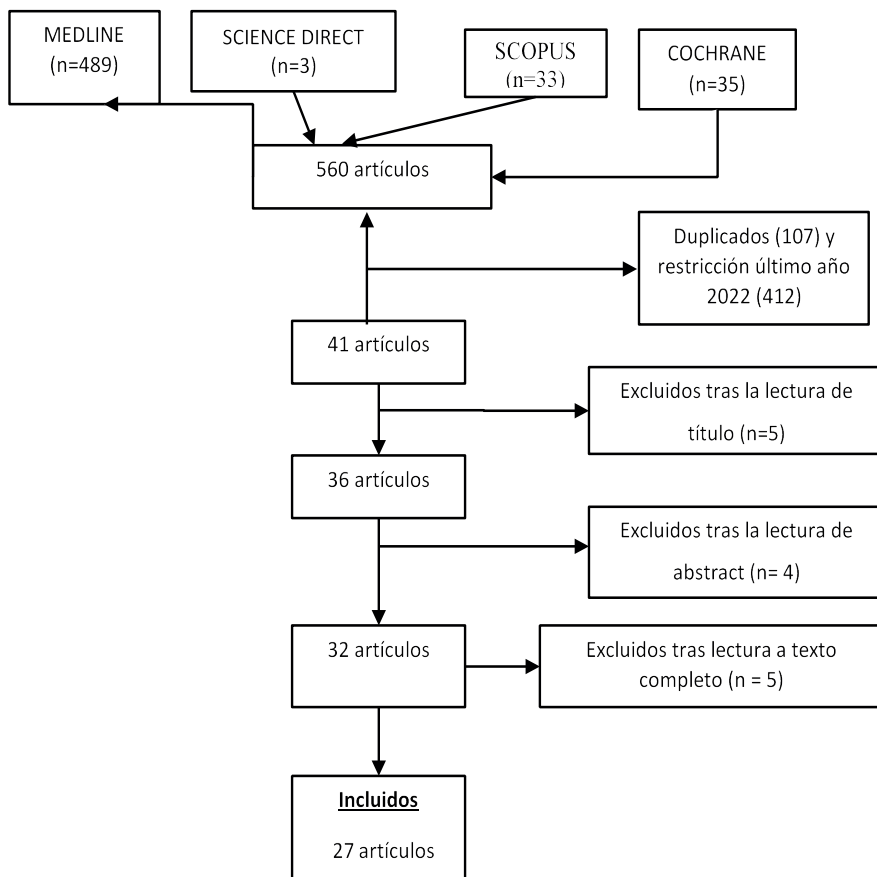 MEDLINE
(n=489)
SCIENCE DIRECT
(n=3)
SCOPUS
(n=33)
COCHRANE
(n=35)
560 artículos
Duplicados (107) y
restricción último año
2022 (412)
41 artículos
Excluidos tras la lectura de
título (n=5)
36 artículos
Excluidos tras la lectura de
abstract (n= 4)
32 artículos
Excluidos tras lectura a texto
completo (n = 5)
Incluidos
27 artículos